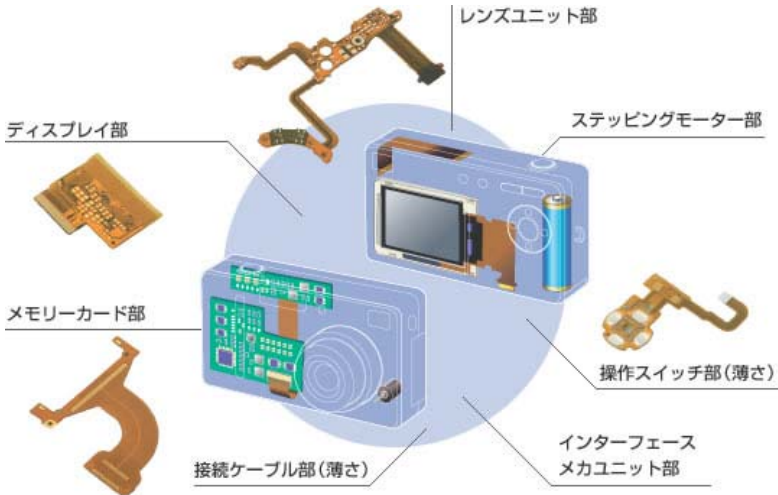 レンズユニット部
ステッピングモーター部
ディスプレイ部
メモリーカード部
操作スイッチ部(薄さ)
インターフェース
メカユニット部
接続ケーブル部(薄さ)